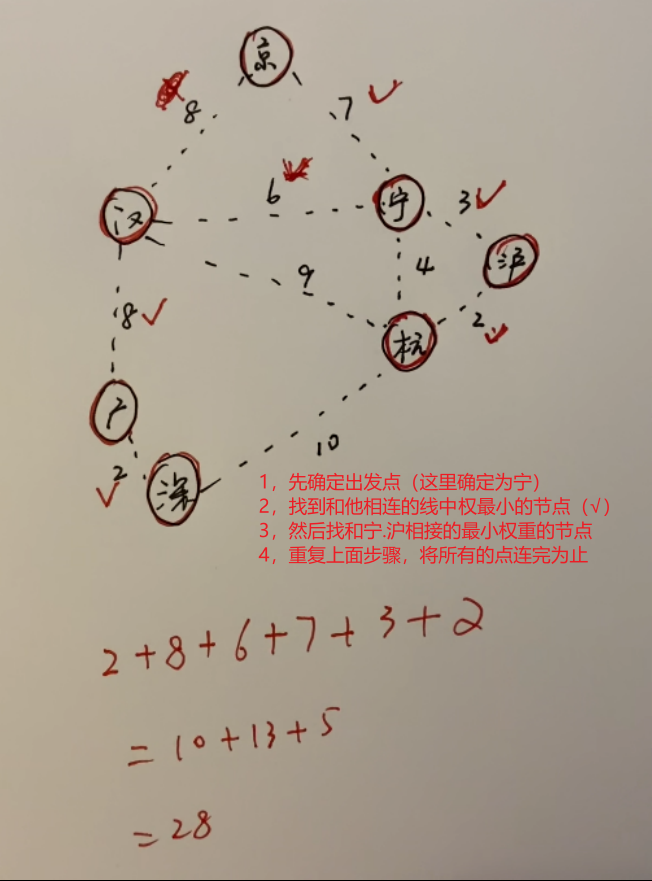 京
8
7 ✓
汉
6
宁
3 ✓
沪
9
4
2 ✓
杭
8 ✓
广
2 ✓
深
10
1，先确定出发点（这里确定为宁）
2，找到和他相连的线中权最小的节点（√）
3，然后找和宁.沪相接的最小权重的节点
4，重复上面步骤，将所有的点连完为止
2+8+6+7+3+2
=10+13+5
=28